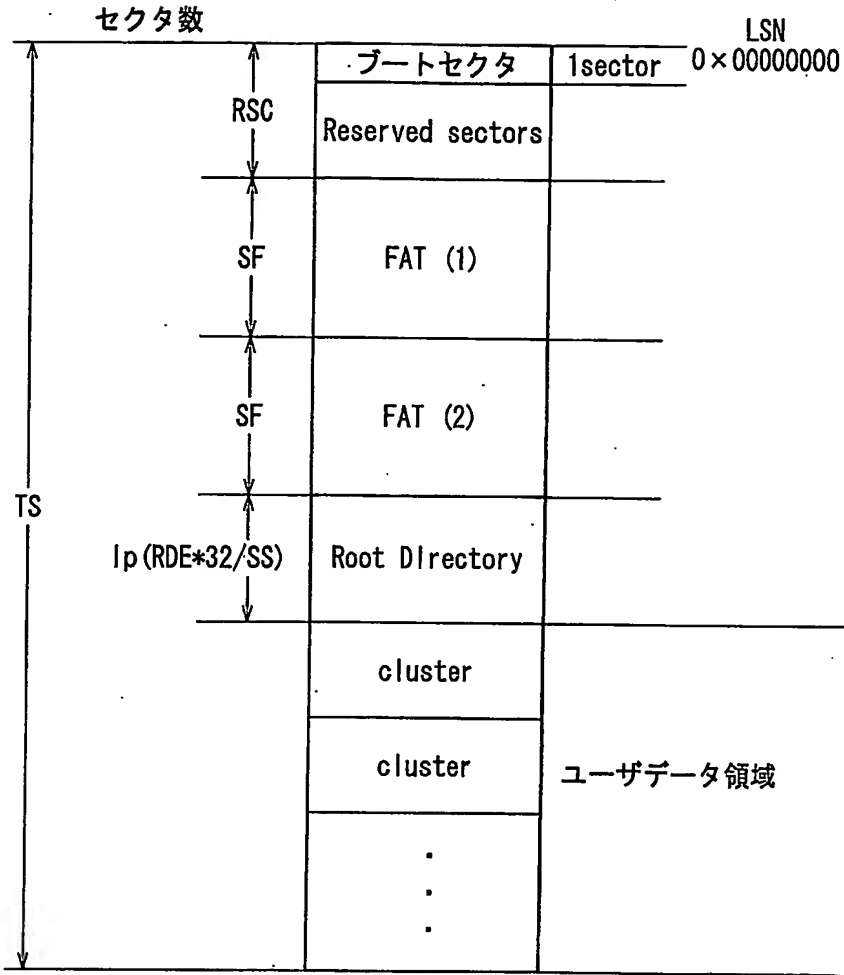 セクタ数
LSN
ブートセクタ
1sector
0×00000000
RSC
Reserved sectors
SF
FAT (1)
SF
FAT (2)
TS
Ip(RDE*32/SS)
Root Directory
cluster
cluster
ユーザデータ領域